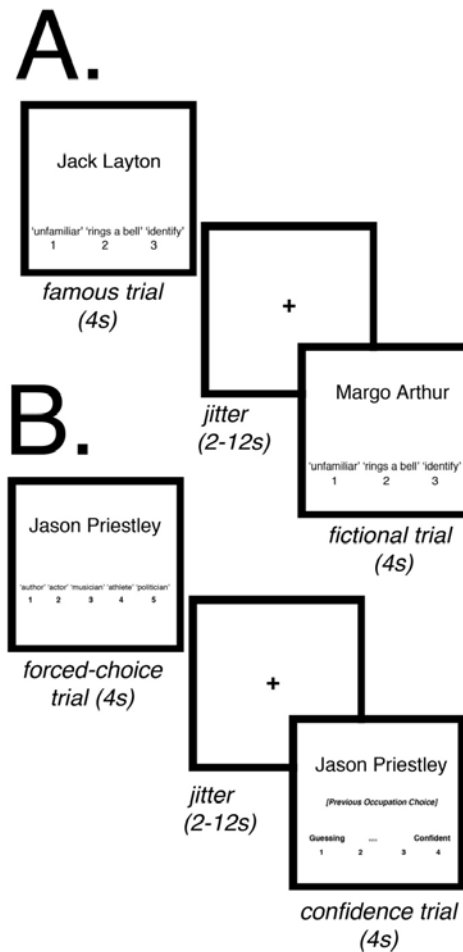 A.
Jack Layton
'unfamiliar' 'rings a bell' 'identify'
1 2 3
famous trial
(4s)
+
jitter
(2-12s)
Margo Arthur
'unfamiliar' 'rings a bell' 'identify'
1 2 3
fictional trial
(4s)
B.
Jason Priestley
'author' 'actor' 'musician' 'athlete' 'politician'
1 2 3 4 5
forced-choice
trial (4s)
+
jitter
(2-12s)
Jason Priestley
[Previous Occupation Choice]
Guessing ... Confident
1 2 3 4
confidence trial
(4s)